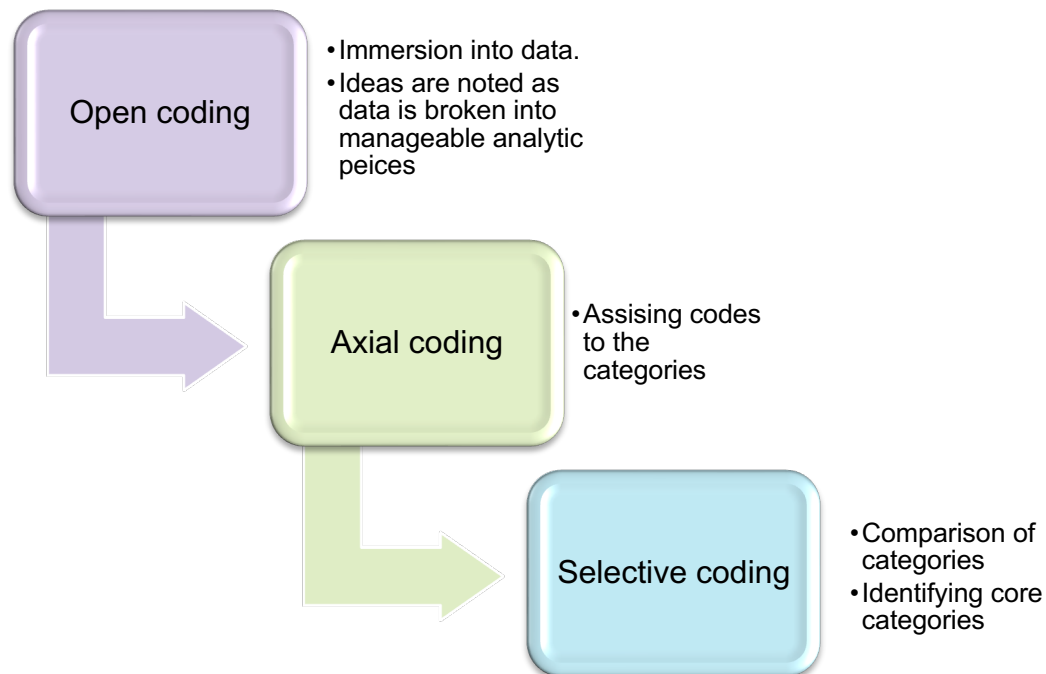 Open coding
•Immersion into data.
•Ideas are noted as
data is broken into
manageable analytic
peices
Axial coding
•Assising codes
to the
categories
Selective coding
•Comparison of
categories
•Identifying core
categories